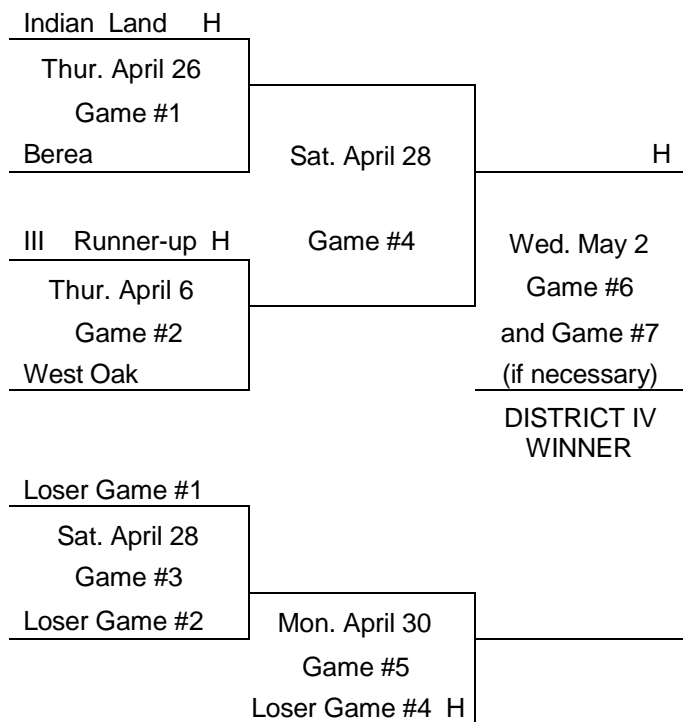 Indian Land H
Thur. April 26
Game #1
Berea
Sat. April 28
H
III Runner-up H
Game #4
Wed. May 2
Thur. April 6
Game #6
Game #2
and Game #7
West Oak
(if necessary)
DISTRICT IV
WINNER
Loser Game #1
Sat. April 28
Game #3
Loser Game #2
Mon. April 30
Game #5
Loser Game #4 H